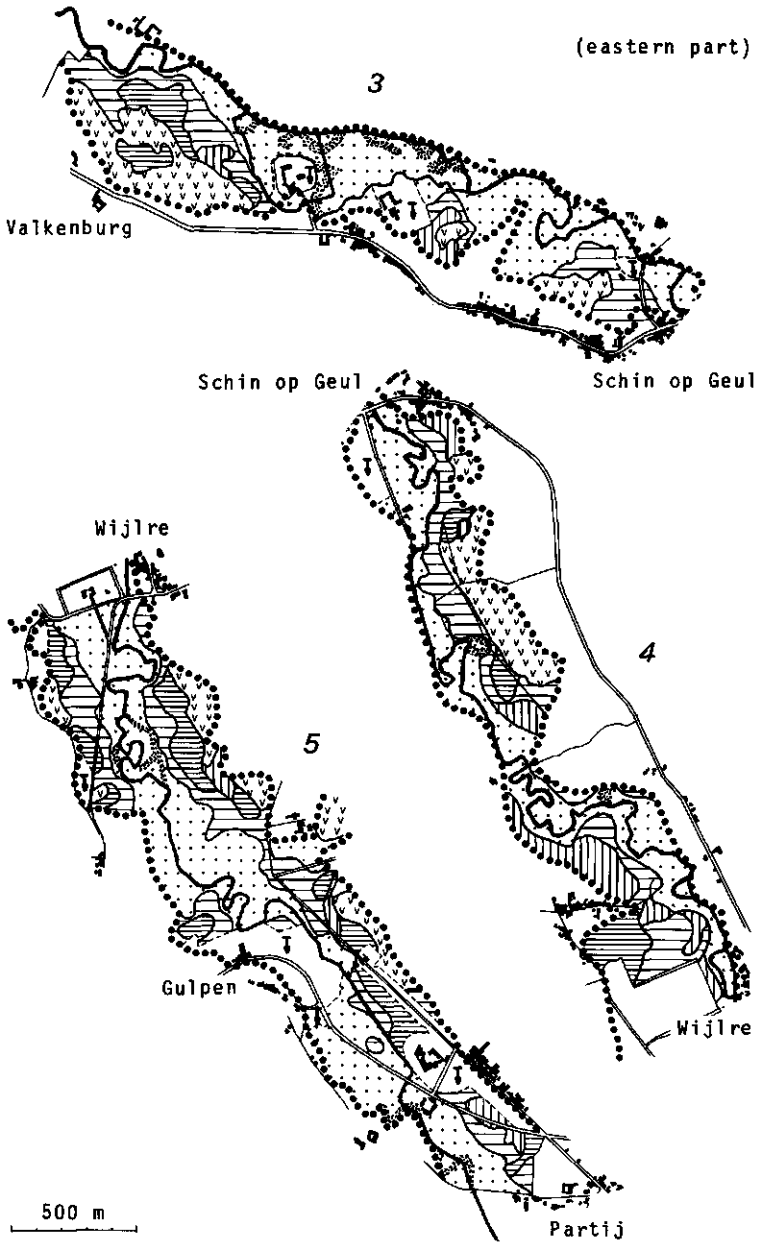 (eastern part)
3
Valkenburg
Schin op Geul
Schin op Geul
Wijlre
4
5
Gulpen
Wijlre
500 m
Partij